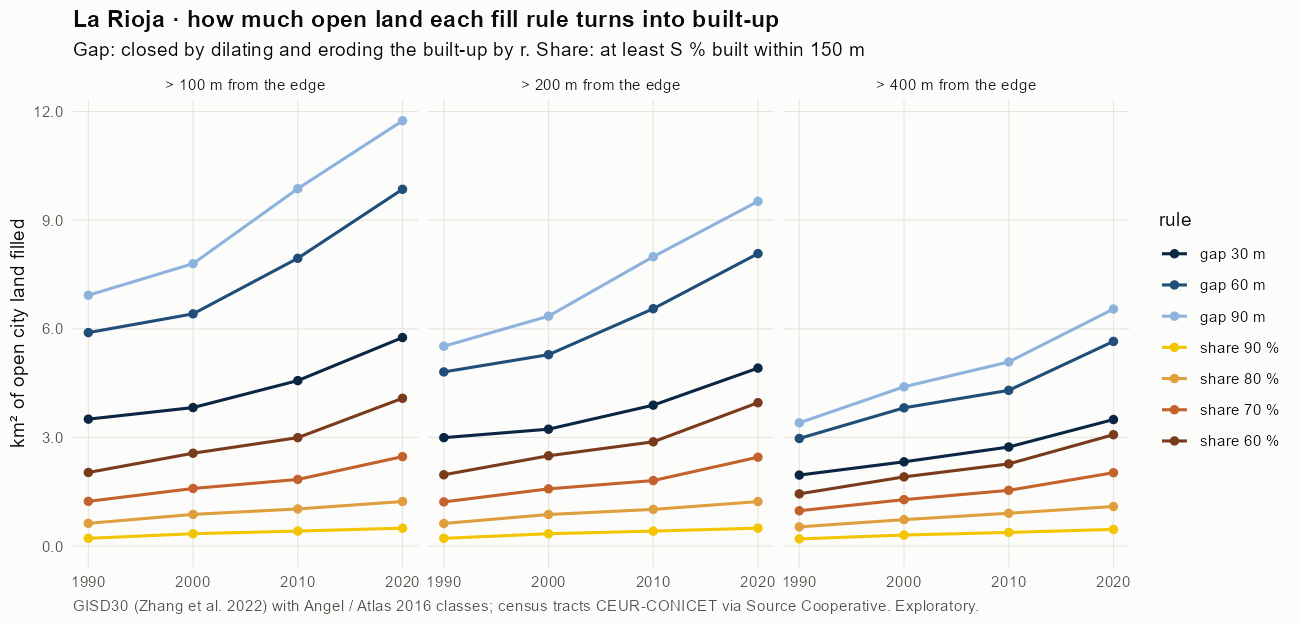 La Rioja · how much open land each fill rule turns into built-up
Gap: closed by dilating and eroding the built-up by r. Share: at least S % built within 150 m
> 100 m from the edge
> 200 m from the edge
> 400 m from the edge
km² of open city land filled
12.0
9.0
6.0
3.0
0.0
1990 2000 2010 2020
1990 2000 2010 2020
1990 2000 2010 2020
rule
gap 30 m
gap 60 m
gap 90 m
share 90 %
share 80 %
share 70 %
share 60 %
GISD30 (Zhang et al. 2022) with Angel / Atlas 2016 classes; census tracts CEUR-CONICET via Source Cooperative. Exploratory.